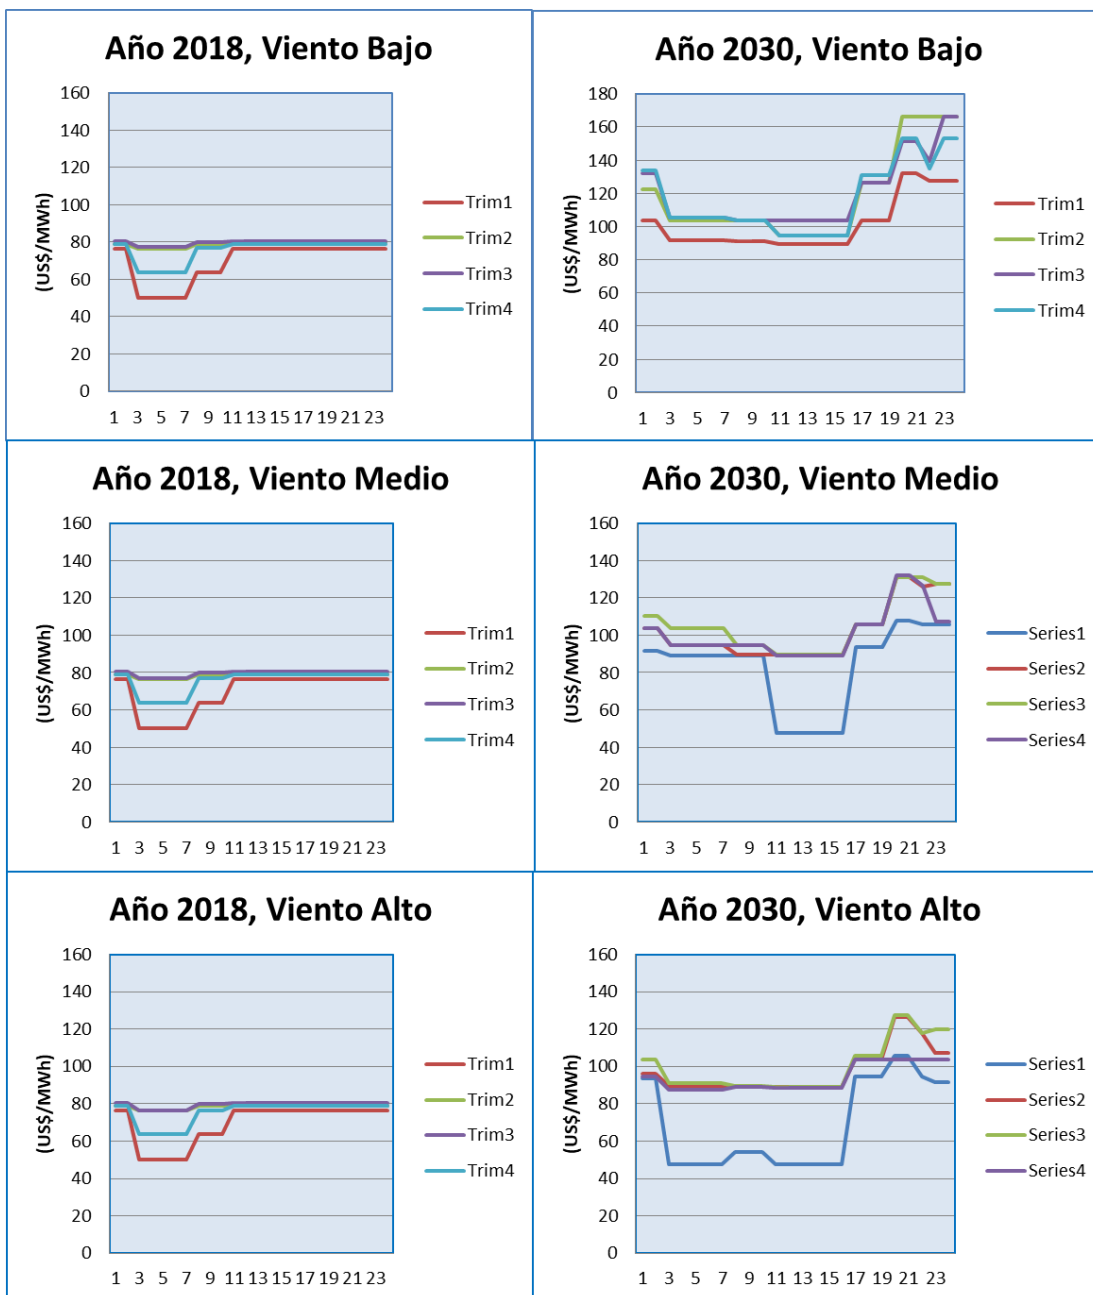 Año 2018, Viento Bajo
(US$/MWh)
160
140
120
100
80
60
40
20
0
1 3 5 7 9 11 13 15 17 19 21 23
Trim1
Trim2
Trim3
Trim4
Año 2030, Viento Bajo
(US$/MWh)
180
160
140
120
100
80
60
40
20
0
1 3 5 7 9 11 13 15 17 19 21 23
Trim1
Trim2
Trim3
Trim4
Año 2018, Viento Medio
(US$/MWh)
160
140
120
100
80
60
40
20
0
1 3 5 7 9 11 13 15 17 19 21 23
Trim1
Trim2
Trim3
Trim4
Año 2030, Viento Medio
(US$/MWh)
160
140
120
100
80
60
40
20
0
1 3 5 7 9 11 13 15 17 19 21 23
Series1
Series2
Series3
Series4
Año 2018, Viento Alto
(US$/MWh)
160
140
120
100
80
60
40
20
0
1 3 5 7 9 11 13 15 17 19 21 23
Trim1
Trim2
Trim3
Trim4
Año 2030, Viento Alto
(US$/MWh)
160
140
120
100
80
60
40
20
0
1 3 5 7 9 11 13 15 17 19 21 23
Series1
Series2
Series3
Series4